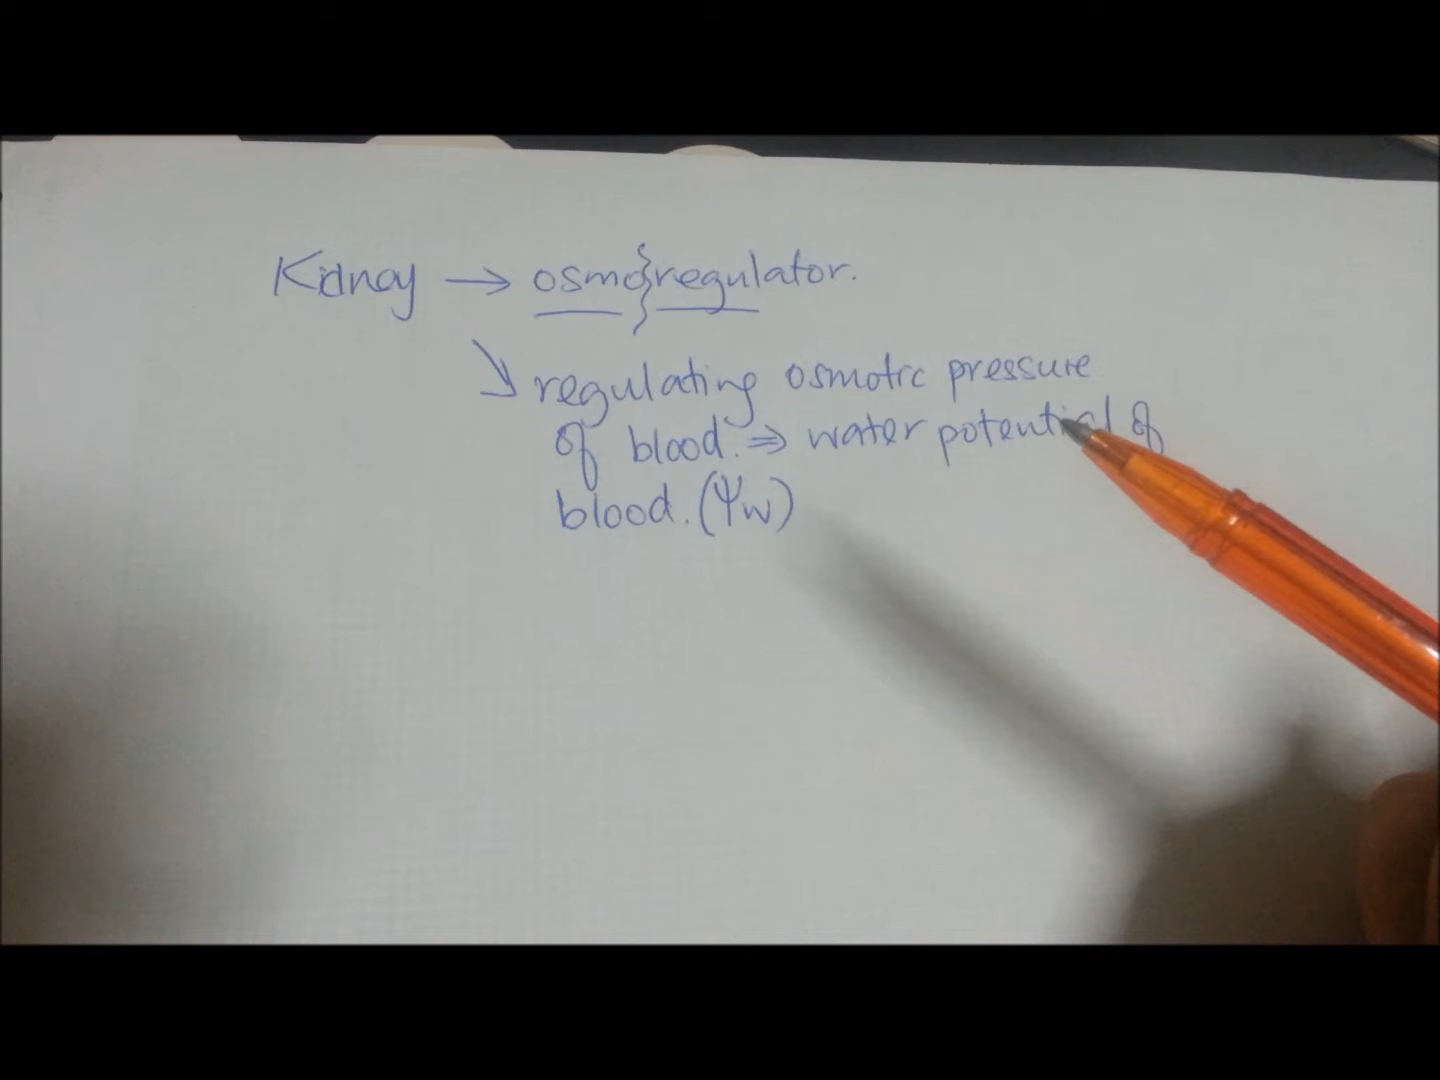 Kidney → osmo}regulator.
↘ regulating osmotic pressure
of blood. ⇒ water potential of
blood. (Ψw)